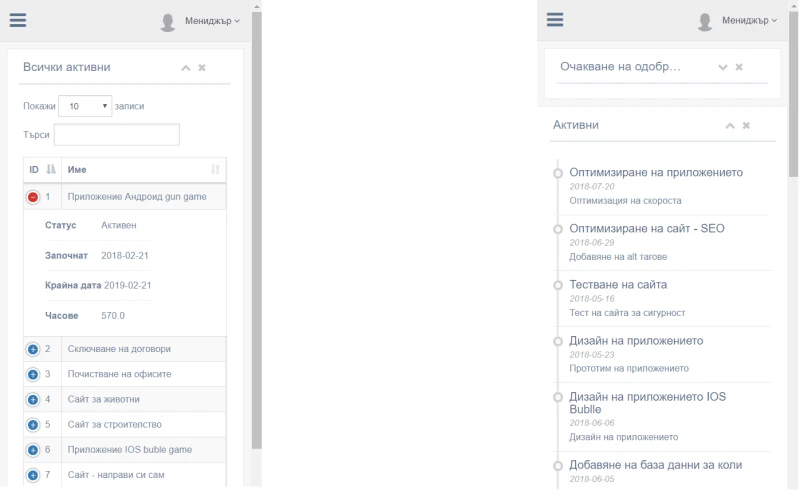 Мениджър
Всички активни
Покажи 10 записи
Търси
ID Име
1 Приложение Андроид gun game
Статус Активен
Започнат 2018-02-21
Крайна дата 2019-02-21
Часове 570.0
2 Сключване на договори
3 Почистване на офисите
4 Сайт за животни
5 Сайт за строителство
6 Приложение IOS buble game
7 Сайт - направи си сам
Мениджър
Очакване на одобр…
Активни
Оптимизиране на приложението
2018-07-20
Оптимизация на скороста
Оптимизиране на сайт - SEO
2018-06-29
Добавяне на alt тагове
Тестване на сайта
2018-05-16
Тест на сайта за сигурност
Дизайн на приложението
2018-05-23
Прототим на приложението
Дизайн на приложението IOS
Bublle
2018-06-06
Дизайн на приложението
Добавяне на база данни за коли
2018-06-05